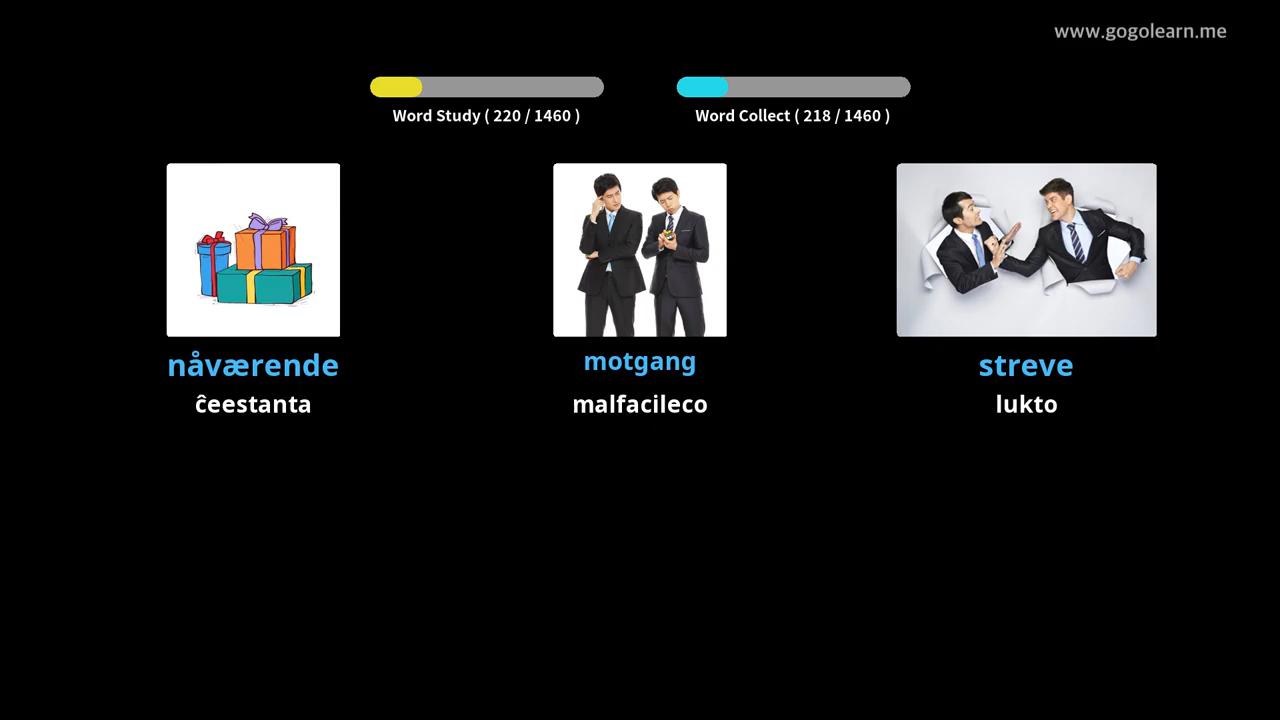 www.gogolearn.me
Word Study ( 220 / 1460 )
Word Collect ( 218 / 1460 )
nåværende
motgang
streve
ĉeestanta
malfacileco
lukto